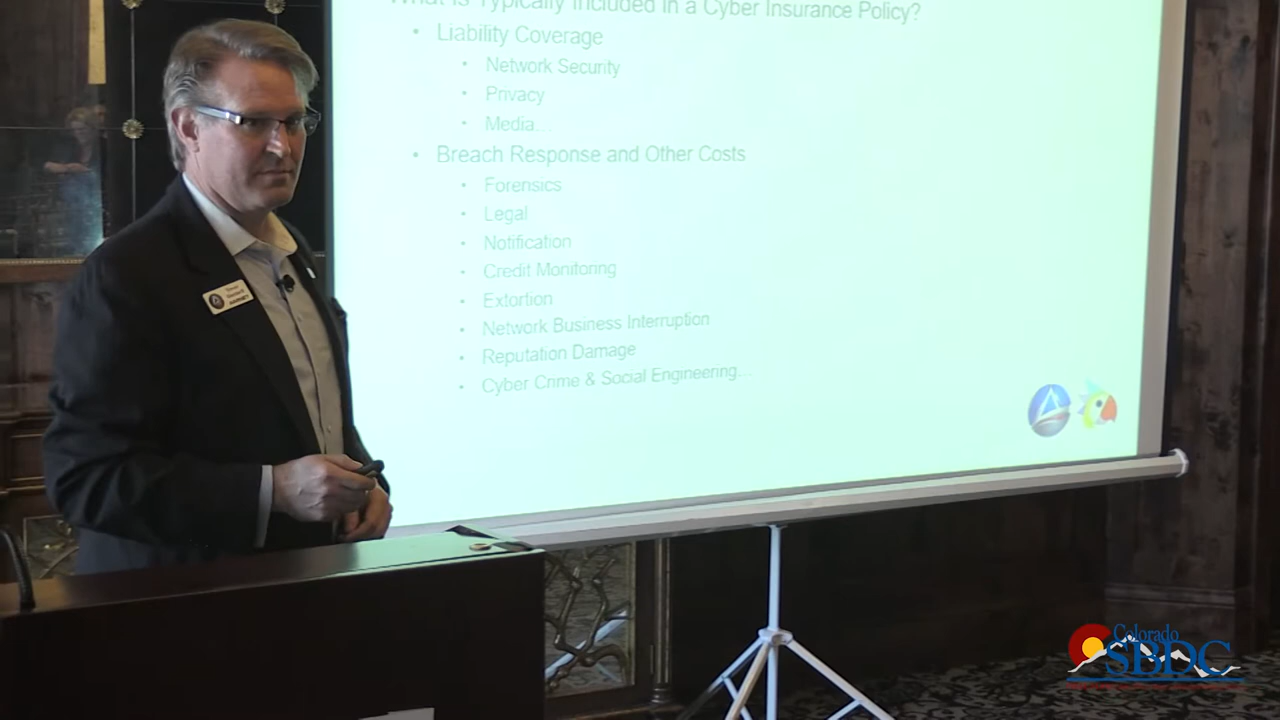 What is Typically Included in a Cyber Insurance Policy?
• Liability Coverage
• Network Security
• Privacy
• Media...
• Breach Response and Other Costs
• Forensics
• Legal
• Notification
• Credit Monitoring
• Extortion
• Network Business Interruption
• Reputation Damage
• Cyber Crime & Social Engineering...
Colorado
SBDC